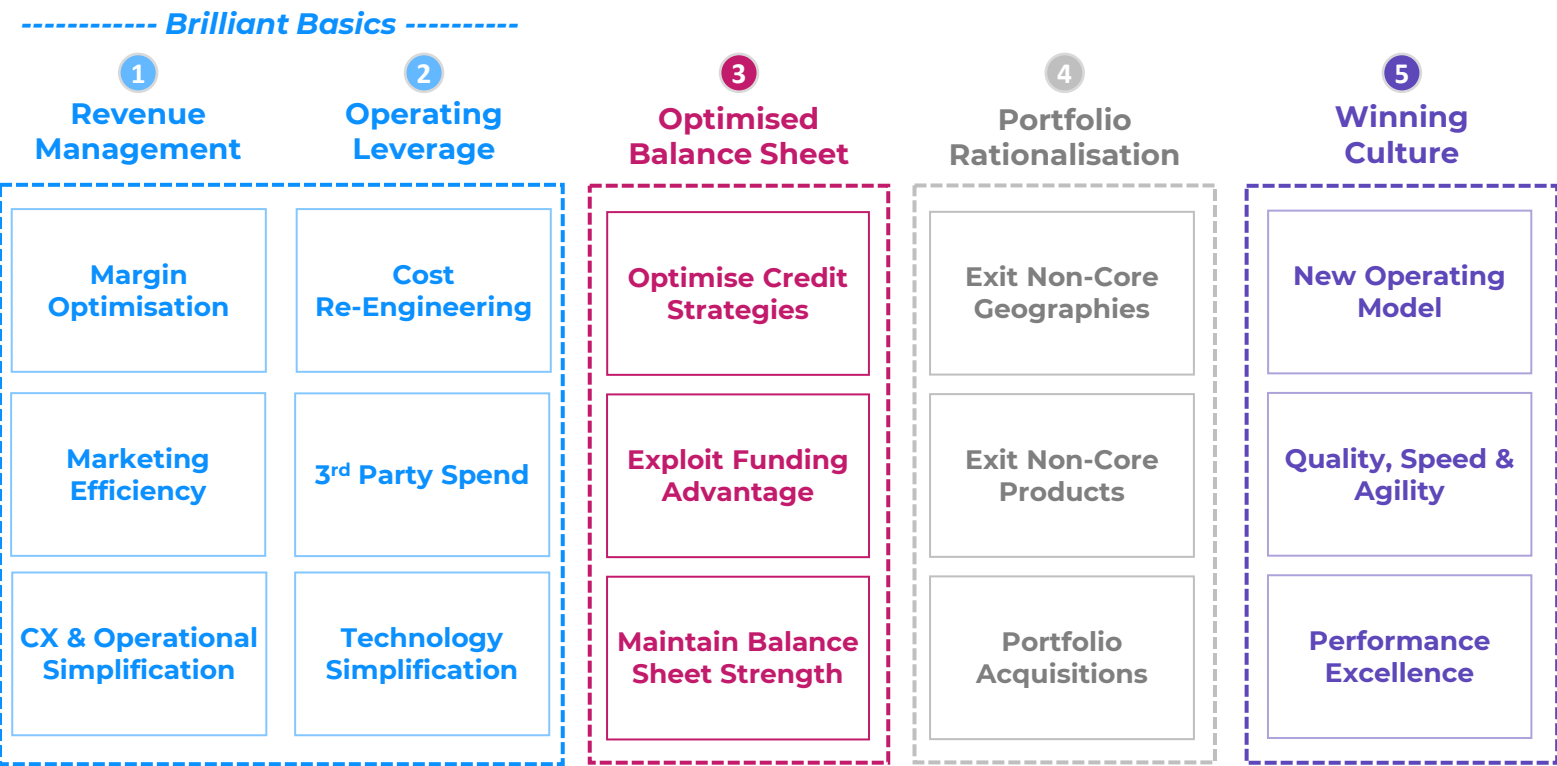 ------------ Brilliant Basics ----------
1
Revenue
Management
2
Operating
Leverage
3
Optimised
Balance Sheet
4
Portfolio
Rationalisation
5
Winning
Culture
Margin
Optimisation
Marketing
Efficiency
CX & Operational
Simplification
Cost
Re-Engineering
3rd Party Spend
Technology
Simplification
Optimise Credit
Strategies
Exploit Funding
Advantage
Maintain Balance
Sheet Strength
Exit Non-Core
Geographies
Exit Non-Core
Products
Portfolio
Acquisitions
New Operating
Model
Quality, Speed &
Agility
Performance
Excellence